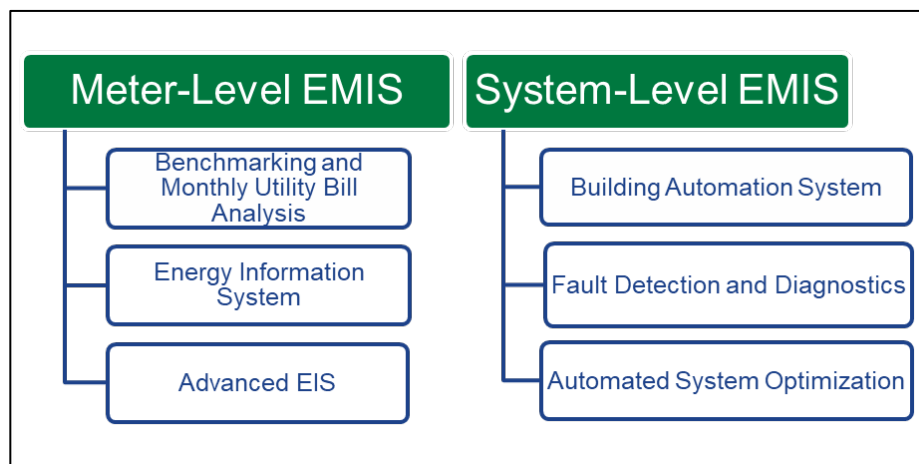 Meter-Level EMIS
Benchmarking and
Monthly Utility Bill
Analysis
Energy Information
System
Advanced EIS
System-Level EMIS
Building Automation System
Fault Detection and Diagnostics
Automated System Optimization